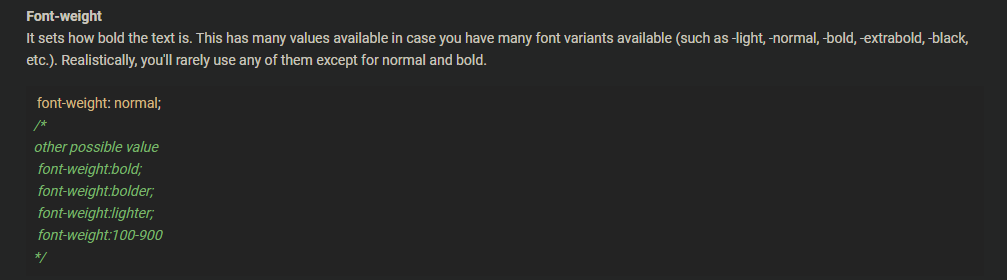 Font-weight
It sets how bold the text is. This has many values available in case you have many font variants available (such as -light, -normal, -bold, -extrabold, -black,
etc.). Realistically, you'll rarely use any of them except for normal and bold.
font-weight: normal;
/*
other possible value
font-weight:bold;
font-weight:bolder;
font-weight:lighter;
font-weight:100-900
*/